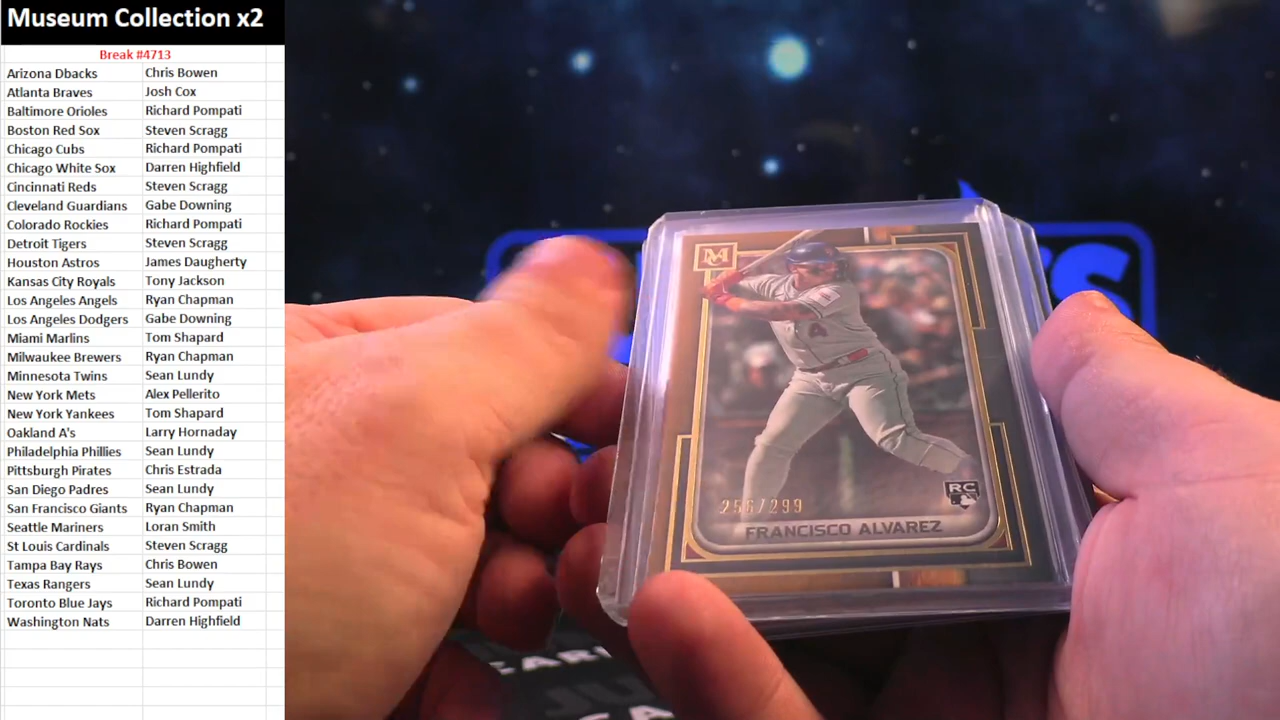 Museum Collection x2
Break #4713
Arizona Dbacks Chris Bowen
Atlanta Braves Josh Cox
Baltimore Orioles Richard Pompati
Boston Red Sox Steven Scragg
Chicago Cubs Richard Pompati
Chicago White Sox Darren Highfield
Cincinnati Reds Steven Scragg
Cleveland Guardians Gabe Downing
Colorado Rockies Richard Pompati
Detroit Tigers Steven Scragg
Houston Astros James Daugherty
Kansas City Royals Tony Jackson
Los Angeles Angels Ryan Chapman
Los Angeles Dodgers Gabe Downing
Miami Marlins Tom Shapard
Milwaukee Brewers Ryan Chapman
Minnesota Twins Sean Lundy
New York Mets Alex Pellerito
New York Yankees Tom Shapard
Oakland A's Larry Hornaday
Philadelphia Phillies Sean Lundy
Pittsburgh Pirates Chris Estrada
San Diego Padres Sean Lundy
San Francisco Giants Ryan Chapman
Seattle Mariners Loran Smith
St Louis Cardinals Steven Scragg
Tampa Bay Rays Chris Bowen
Texas Rangers Sean Lundy
Toronto Blue Jays Richard Pompati
Washington Nats Darren Highfield
MC
4
256/299
RC
FRANCISCO ALVAREZ